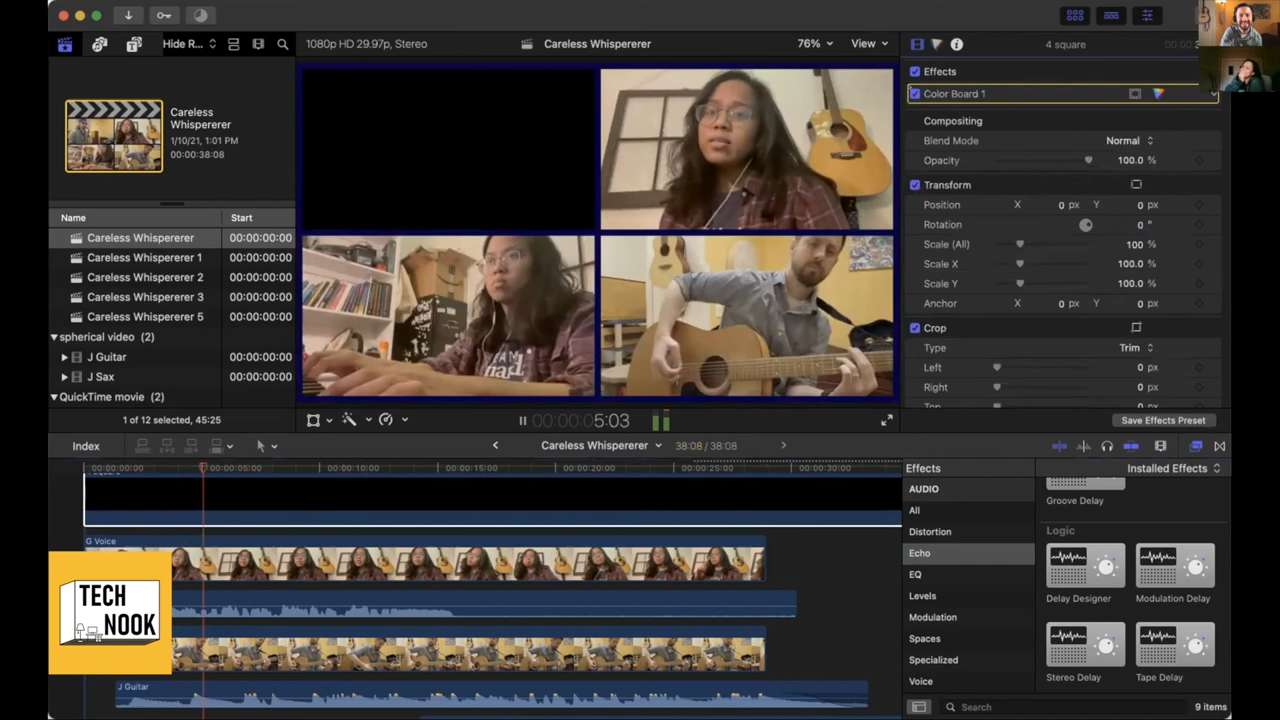 Hide R...
1080p HD 29.97p, Stereo
Careless Whispererer
76%
View
4 square
Careless
Whispererer
1/10/21, 1:01 PM
00:00:38:08
Name
Start
Careless Whispererer
00:00:00:00
Careless Whispererer 1
00:00:00:00
Careless Whispererer 2
00:00:00:00
Careless Whispererer 3
00:00:00:00
Careless Whispererer 5
00:00:00:00
spherical video (2)
J Guitar
00:00:00:00
J Sax
00:00:00:00
QuickTime movie (2)
1 of 12 selected, 45:25
00:00:00:05:03
Effects
Color Board 1
Compositing
Blend Mode
Normal
Opacity
100.0 %
Transform
Position
X
0 px
Y
0 px
Rotation
0 °
Scale (All)
100 %
Scale X
100.0 %
Scale Y
100.0 %
Anchor
X
0 px
Y
0 px
Crop
Type
Trim
Left
0 px
Right
0 px
Top
Save Effects Preset
Index
Careless Whispererer
38:08 / 38:08
00:00:00:00
00:00:05:00
00:00:10:00
00:00:15:00
00:00:20:00
00:00:25:00
00:00:30:00
G Voice
J Guitar
TECH
NOOK
Effects
Installed Effects
AUDIO
All
Distortion
Echo
EQ
Levels
Modulation
Spaces
Specialized
Voice
Groove Delay
Logic
Delay Designer
Modulation Delay
Stereo Delay
Tape Delay
Search
9 items